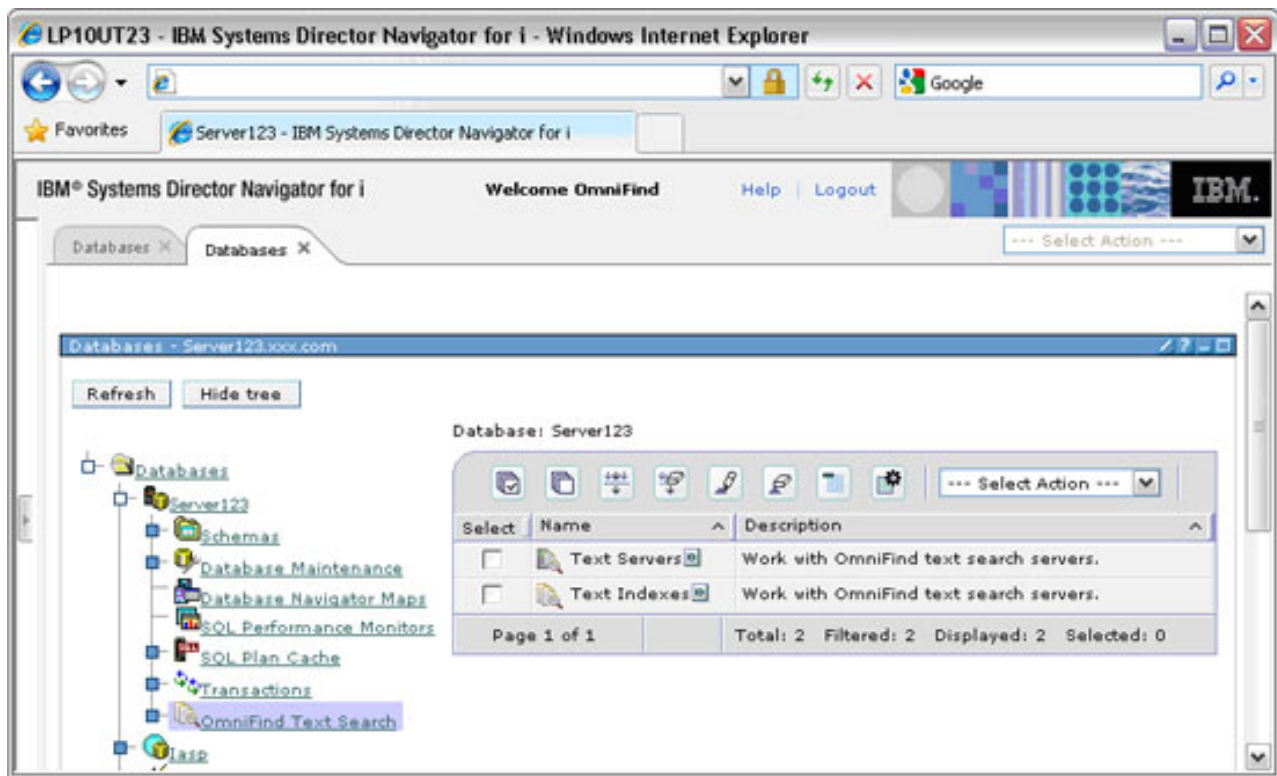 LP10UT23 - IBM Systems Director Navigator for i - Windows Internet Explorer
Google
Favorites
Server123 - IBM Systems Director Navigator for i
IBM® Systems Director Navigator for i
Welcome OmniFind
Help | Logout
IBM.
Databases
Databases
--- Select Action ---
Databases - Server123.xxx.com
Refresh
Hide tree
Database: Server123
Databases
Server123
Schemas
Database Maintenance
Database Navigator Maps
SQL Performance Monitors
SQL Plan Cache
Transactions
OmniFind Text Search
Iasp
--- Select Action ---
Select Name Description
Text Servers Work with OmniFind text search servers.
Text Indexes Work with OmniFind text search servers.
Page 1 of 1 Total: 2 Filtered: 2 Displayed: 2 Selected: 0